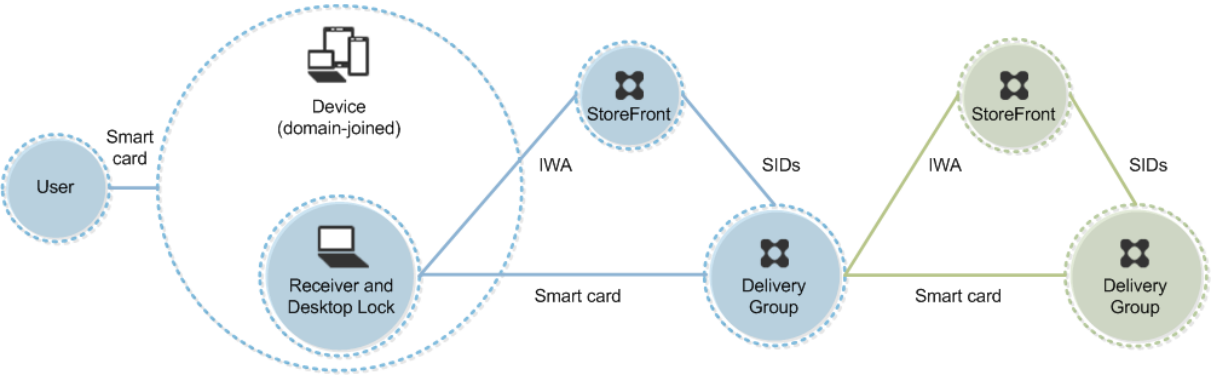 Device
(domain-joined)
Smart
card
User
Receiver and
Desktop Lock
IWA
StoreFront
SIDs
Smart card
Delivery
Group
IWA
StoreFront
SIDs
Smart card
Delivery
Group